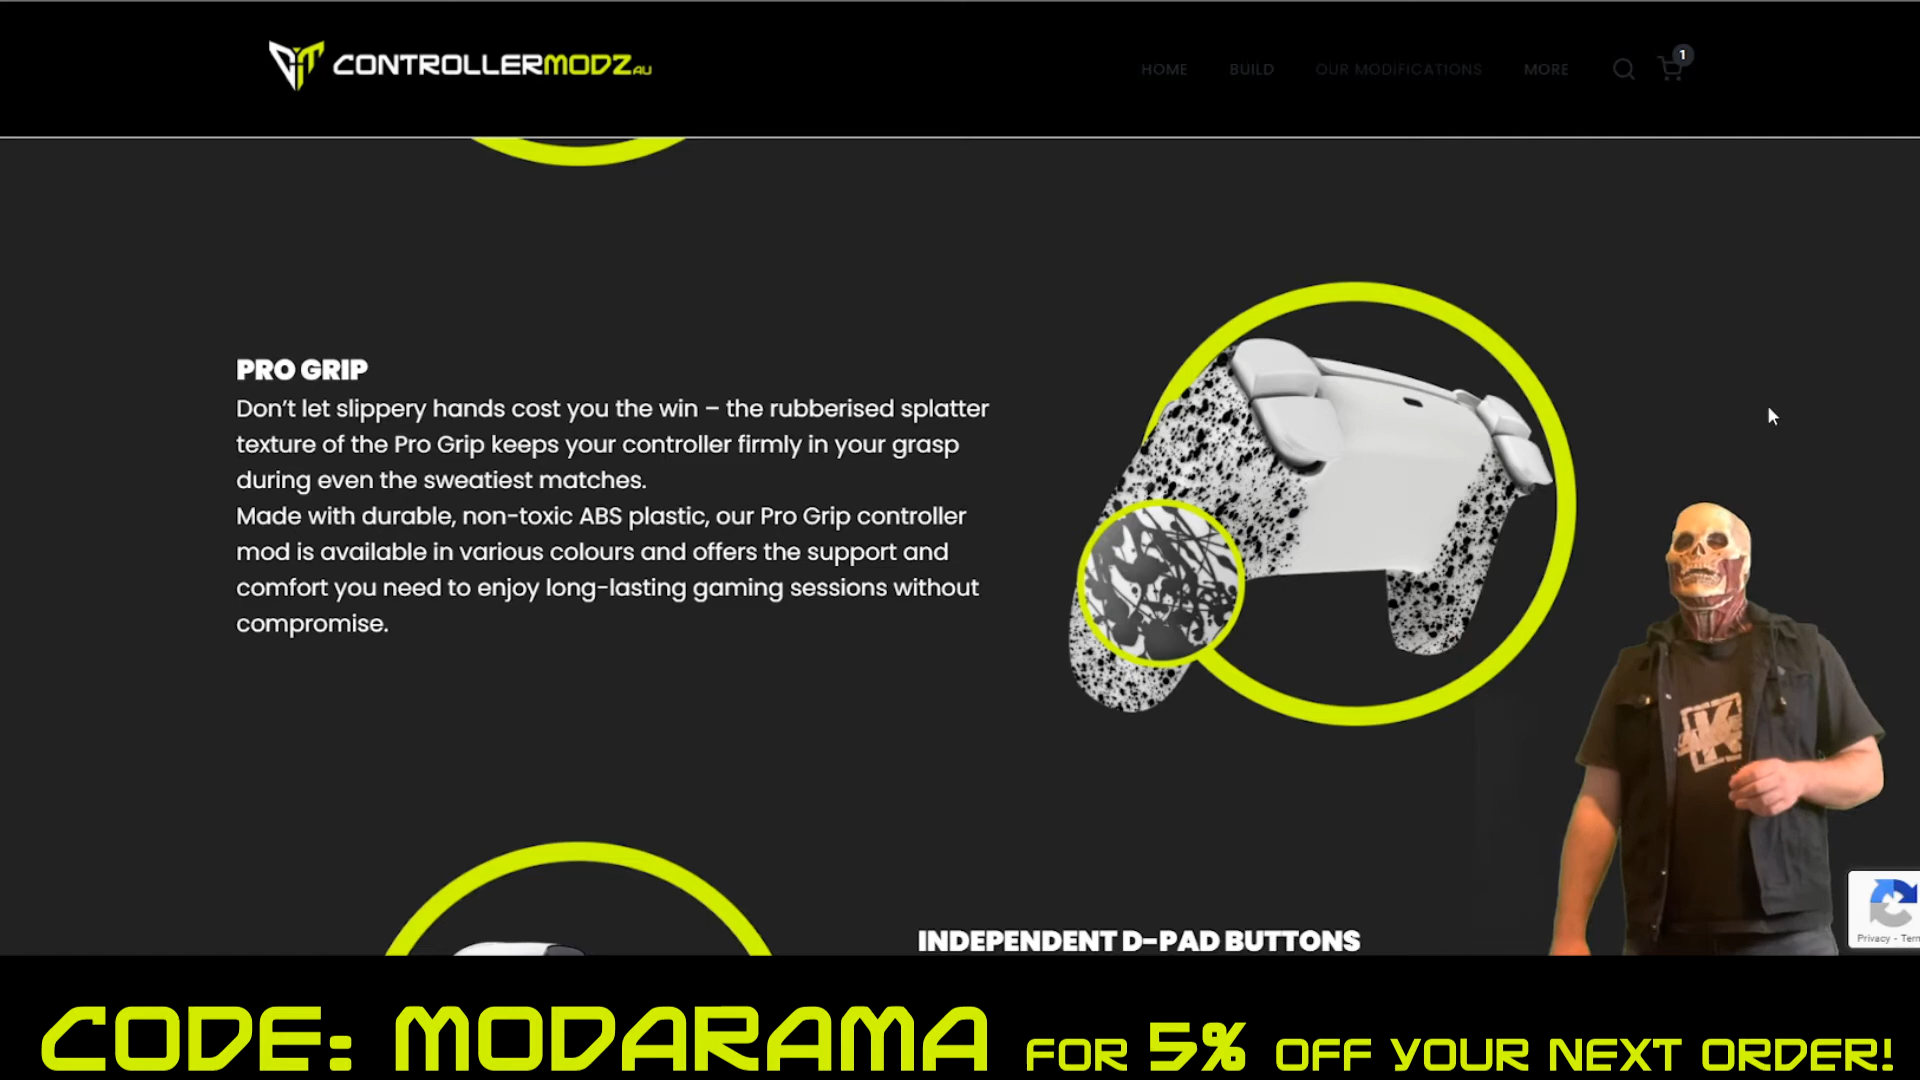 CONTROLLERMODZAU
HOME BUILD OUR MODIFICATIONS MORE 1
PRO GRIP
Don't let slippery hands cost you the win – the rubberised splatter
texture of the Pro Grip keeps your controller firmly in your grasp
during even the sweatiest matches.
Made with durable, non-toxic ABS plastic, our Pro Grip controller
mod is available in various colours and offers the support and
comfort you need to enjoy long-lasting gaming sessions without
compromise.
INDEPENDENT D-PAD BUTTONS
Privacy - Tern
CODE: MODARAMA FOR 5% OFF YOUR NEXT ORDER!